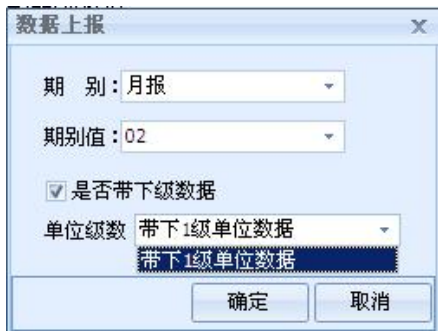 数据上报 x
期 别：月报
期别值：02
是否带下级数据
单位级数 带下1级单位数据
带下1级单位数据
确定 取消